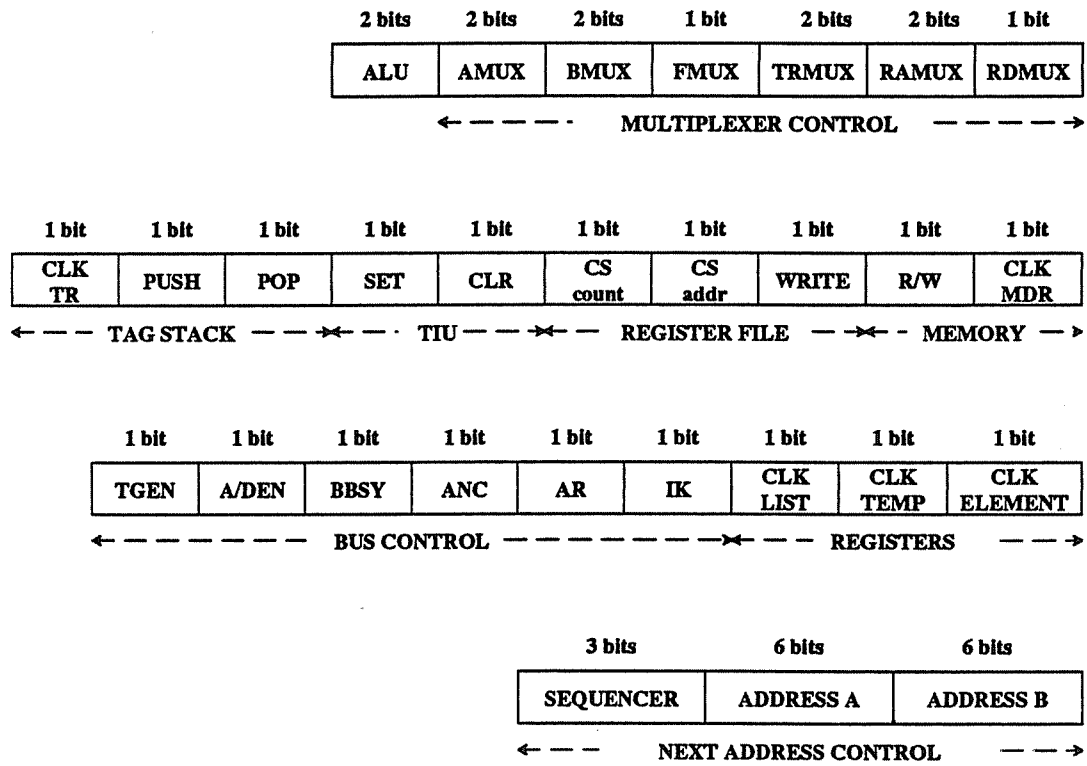 2 bits 2 bits 2 bits 1 bit 2 bits 2 bits 1 bit
ALU AMUX BMUX FMUX TRMUX RAMUX RDMUX
MULTIPLEXER CONTROL
1 bit 1 bit 1 bit 1 bit 1 bit 1 bit 1 bit 1 bit 1 bit 1 bit
CLK TR PUSH POP SET CLR CS count CS addr WRITE R/W CLK MDR
TAG STACK TIU REGISTER FILE MEMORY
1 bit 1 bit 1 bit 1 bit 1 bit 1 bit 1 bit 1 bit 1 bit
TGEN A/DEN BBSY ANC AR IK CLK LIST CLK TEMP CLK ELEMENT
BUS CONTROL REGISTERS
3 bits 6 bits 6 bits
SEQUENCER ADDRESS A ADDRESS B
NEXT ADDRESS CONTROL